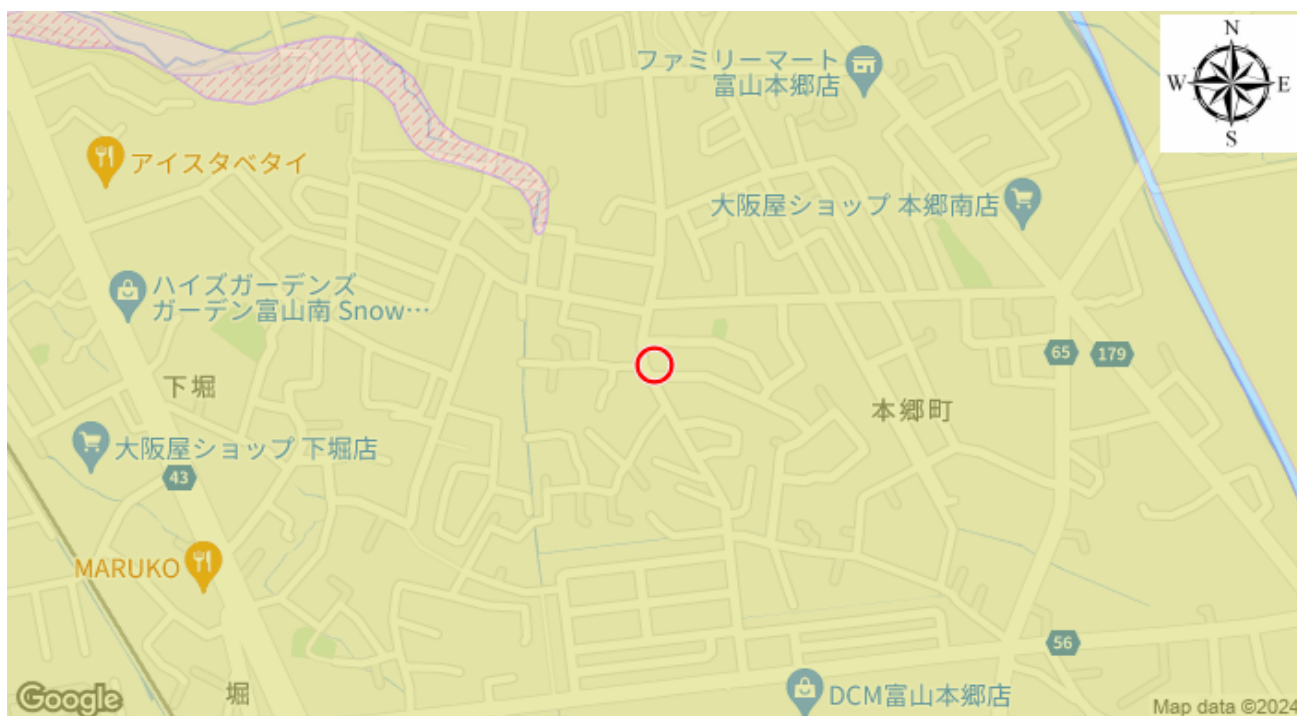 N
W
E
S
ファミリーマート
富山本郷店
アイスタベタイ
大阪屋ショップ 本郷南店
ハイズガーデンズ
ガーデン富山南 Snow…
65
179
下堀
本郷町
大阪屋ショップ 下堀店
43
MARUKO
56
堀
DCM富山本郷店
Google
Map data ©2024